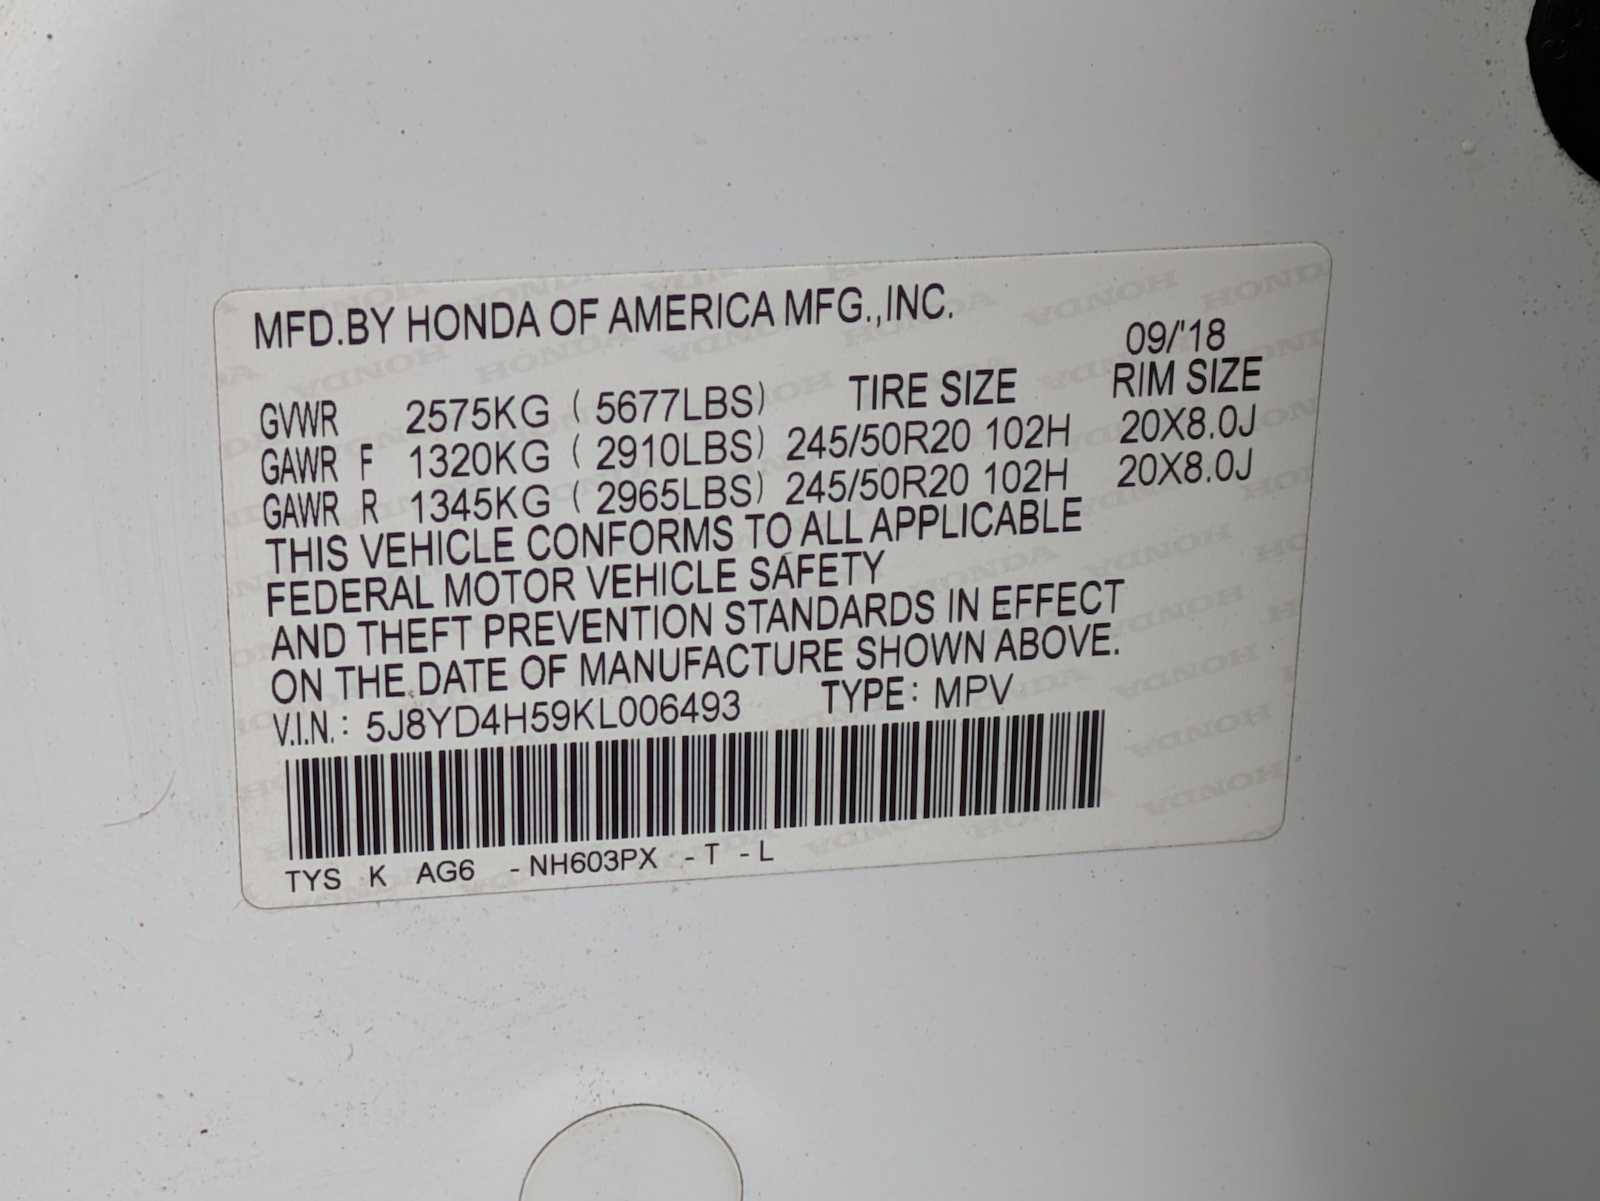 MFD.BY HONDA OF AMERICA MFG.,INC.
09/'18
GVWR 2575KG ( 5677LBS) TIRE SIZE RIM SIZE
GAWR F 1320KG ( 2910LBS) 245/50R20 102H 20X8.0J
GAWR R 1345KG ( 2965LBS) 245/50R20 102H 20X8.0J
THIS VEHICLE CONFORMS TO ALL APPLICABLE
FEDERAL MOTOR VEHICLE SAFETY
AND THEFT PREVENTION STANDARDS IN EFFECT
ON THE DATE OF MANUFACTURE SHOWN ABOVE.
V.I.N.: 5J8YD4H59KL006493 TYPE: MPV
TYS K AG6 -NH603PX -T -L